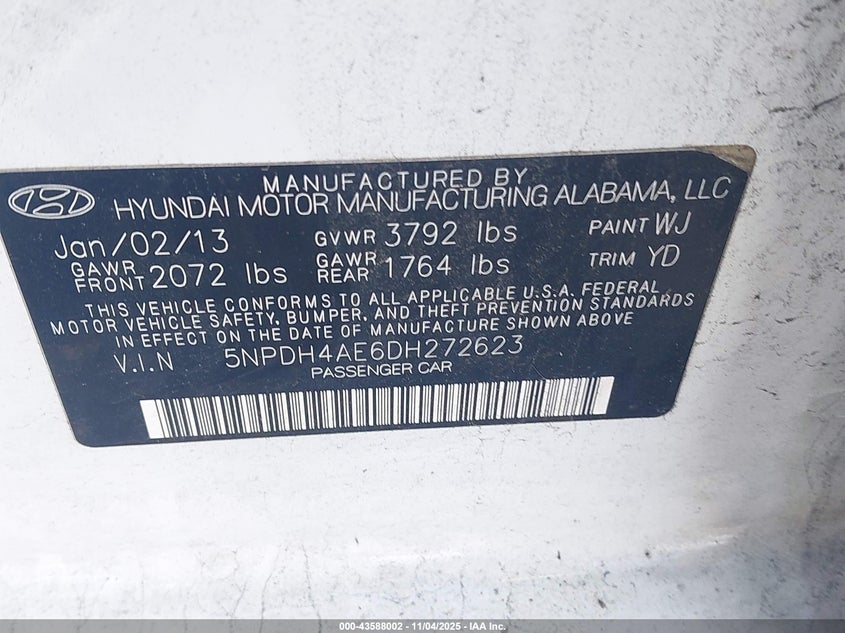 MANUFACTURED BY
HYUNDAI MOTOR MANUFACTURING ALABAMA, LLC
Jan/02/13 GVWR 3792 lbs PAINT WJ
GAWR FRONT 2072 lbs GAWR REAR 1764 lbs TRIM YD
THIS VEHICLE CONFORMS TO ALL APPLICABLE U.S.A. FEDERAL
MOTOR VEHICLE SAFETY, BUMPER, AND THEFT PREVENTION STANDARDS
IN EFFECT ON THE DATE OF MANUFACTURE SHOWN ABOVE
V.I.N 5NPDH4AE6DH272623
PASSENGER CAR
000-43588002 - 11/04/2025 - IAA Inc.